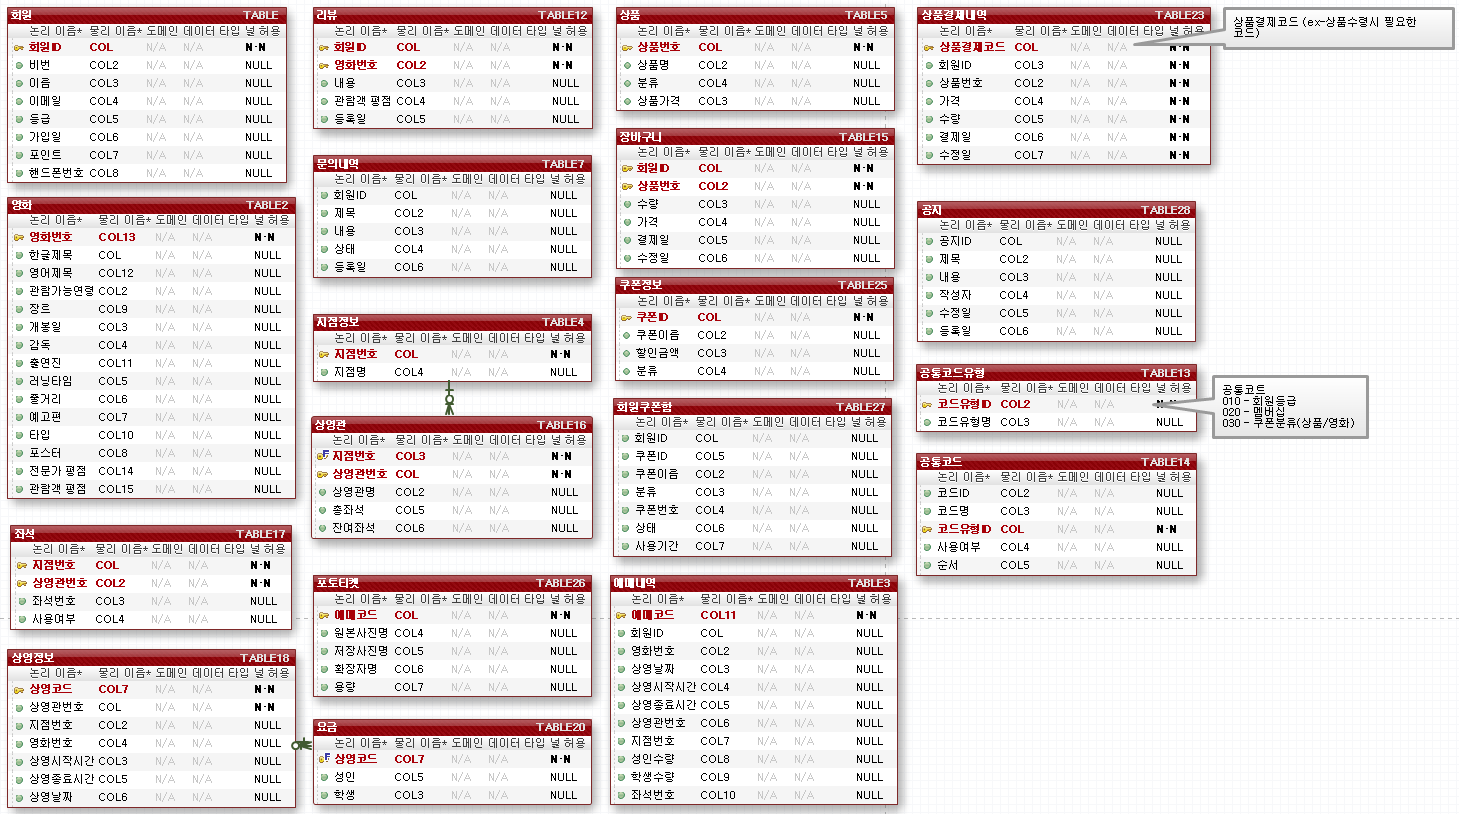 회원 TABLE
논리 이름* 물리 이름* 도메인 데이터 타입 널 허용
회원ID COL N/A N/A N-N
비번 COL2 N/A N/A NULL
이름 COL3 N/A N/A NULL
이메일 COL4 N/A N/A NULL
등급 COL5 N/A N/A NULL
가입일 COL6 N/A N/A NULL
포인트 COL7 N/A N/A NULL
핸드폰번호 COL8 N/A N/A NULL
영화 TABLE2
논리 이름* 물리 이름* 도메인 데이터 타입 널 허용
영화번호 COL13 N/A N/A N-N
한글제목 COL N/A N/A NULL
영어제목 COL12 N/A N/A NULL
관람가능연령 COL2 N/A N/A NULL
장르 COL9 N/A N/A NULL
개봉일 COL3 N/A N/A NULL
감독 COL4 N/A N/A NULL
출연진 COL11 N/A N/A NULL
러닝타임 COL5 N/A N/A NULL
줄거리 COL6 N/A N/A NULL
예고편 COL7 N/A N/A NULL
타입 COL10 N/A N/A NULL
포스터 COL8 N/A N/A NULL
전문가 평점 COL14 N/A N/A NULL
관람객 평점 COL15 N/A N/A NULL
좌석 TABLE17
논리 이름* 물리 이름* 도메인 데이터 타입 널 허용
지점번호 COL N/A N/A N-N
상영관번호 COL2 N/A N/A N-N
좌석번호 COL3 N/A N/A NULL
사용여부 COL4 N/A N/A NULL
상영정보 TABLE18
논리 이름* 물리 이름* 도메인 데이터 타입 널 허용
상영코드 COL7 N/A N/A N-N
상영관번호 COL N/A N/A N-N
지점번호 COL2 N/A N/A NULL
영화번호 COL4 N/A N/A NULL
상영시작시간 COL3 N/A N/A NULL
상영종료시간 COL5 N/A N/A NULL
상영날짜 COL6 N/A N/A NULL
리뷰 TABLE12
논리 이름* 물리 이름* 도메인 데이터 타입 널 허용
회원ID COL N/A N/A N-N
영화번호 COL2 N/A N/A N-N
내용 COL3 N/A N/A NULL
관람객 평점 COL4 N/A N/A NULL
등록일 COL5 N/A N/A NULL
문의내역 TABLE7
논리 이름* 물리 이름* 도메인 데이터 타입 널 허용
회원ID COL N/A N/A NULL
제목 COL2 N/A N/A NULL
내용 COL3 N/A N/A NULL
상태 COL4 N/A N/A NULL
등록일 COL6 N/A N/A NULL
지점정보 TABLE4
논리 이름* 물리 이름* 도메인 데이터 타입 널 허용
지점번호 COL N/A N/A N-N
지점명 COL4 N/A N/A NULL
상영관 TABLE16
논리 이름* 물리 이름* 도메인 데이터 타입 널 허용
지점번호 COL3 N/A N/A N-N
상영관번호 COL N/A N/A N-N
상영관명 COL2 N/A N/A NULL
총좌석 COL5 N/A N/A NULL
잔여좌석 COL6 N/A N/A NULL
포토티켓 TABLE26
논리 이름* 물리 이름* 도메인 데이터 타입 널 허용
예매코드 COL N/A N/A N-N
원본사진명 COL4 N/A N/A NULL
저장사진명 COL5 N/A N/A NULL
확장자명 COL6 N/A N/A NULL
용량 COL7 N/A N/A NULL
요금 TABLE20
논리 이름* 물리 이름* 도메인 데이터 타입 널 허용
상영코드 COL7 N/A N/A N-N
성인 COL5 N/A N/A NULL
학생 COL3 N/A N/A NULL
상품 TABLE5
논리 이름* 물리 이름* 도메인 데이터 타입 널 허용
상품번호 COL N/A N/A N-N
상품명 COL2 N/A N/A NULL
분류 COL4 N/A N/A NULL
상품가격 COL3 N/A N/A NULL
장바구니 TABLE15
논리 이름* 물리 이름* 도메인 데이터 타입 널 허용
회원ID COL N/A N/A N-N
상품번호 COL2 N/A N/A N-N
수량 COL3 N/A N/A NULL
가격 COL4 N/A N/A NULL
결제일 COL5 N/A N/A NULL
수정일 COL6 N/A N/A NULL
쿠폰정보 TABLE25
논리 이름* 물리 이름* 도메인 데이터 타입 널 허용
쿠폰ID COL N/A N/A N-N
쿠폰이름 COL2 N/A N/A NULL
할인금액 COL3 N/A N/A NULL
분류 COL4 N/A N/A NULL
회원쿠폰함 TABLE27
논리 이름* 물리 이름* 도메인 데이터 타입 널 허용
회원ID COL N/A N/A NULL
쿠폰ID COL5 N/A N/A NULL
쿠폰이름 COL2 N/A N/A NULL
분류 COL3 N/A N/A NULL
쿠폰번호 COL4 N/A N/A NULL
상태 COL6 N/A N/A NULL
사용기간 COL7 N/A N/A NULL
예매내역 TABLE3
논리 이름* 물리 이름* 도메인 데이터 타입 널 허용
예매코드 COL11 N/A N/A N-N
회원ID COL N/A N/A NULL
영화번호 COL2 N/A N/A NULL
상영날짜 COL3 N/A N/A NULL
상영시작시간 COL4 N/A N/A NULL
상영종료시간 COL5 N/A N/A NULL
상영관번호 COL6 N/A N/A NULL
지점번호 COL7 N/A N/A NULL
성인수량 COL8 N/A N/A NULL
학생수량 COL9 N/A N/A NULL
좌석번호 COL10 N/A N/A NULL
상품결제내역 TABLE23
논리 이름* 물리 이름* 도메인 데이터 타입 널 허용
상품결제코드 COL N/A N/A N-N
회원ID COL3 N/A N/A N-N
상품번호 COL2 N/A N/A N-N
가격 COL4 N/A N/A N-N
수량 COL5 N/A N/A N-N
결제일 COL6 N/A N/A N-N
수정일 COL7 N/A N/A N-N
상품결제코드 (ex-상품수령시 필요한
코드)
공지 TABLE28
논리 이름* 물리 이름* 도메인 데이터 타입 널 허용
공지ID COL N/A N/A NULL
제목 COL2 N/A N/A NULL
내용 COL3 N/A N/A NULL
작성자 COL4 N/A N/A NULL
수정일 COL5 N/A N/A NULL
등록일 COL6 N/A N/A NULL
공통코드유형 TABLE13
논리 이름* 물리 이름* 도메인 데이터 타입 널 허용
코드유형ID COL2 N/A N/A N-N
코드유형명 COL3 N/A N/A NULL
공통코트
010 - 회원등급
020 - 멤버십
030 - 쿠폰분류(상품/영화)
공통코드 TABLE14
논리 이름* 물리 이름* 도메인 데이터 타입 널 허용
코드ID COL2 N/A N/A NULL
코드명 COL3 N/A N/A NULL
코드유형ID COL N/A N/A N-N
사용여부 COL4 N/A N/A NULL
순서 COL5 N/A N/A NULL